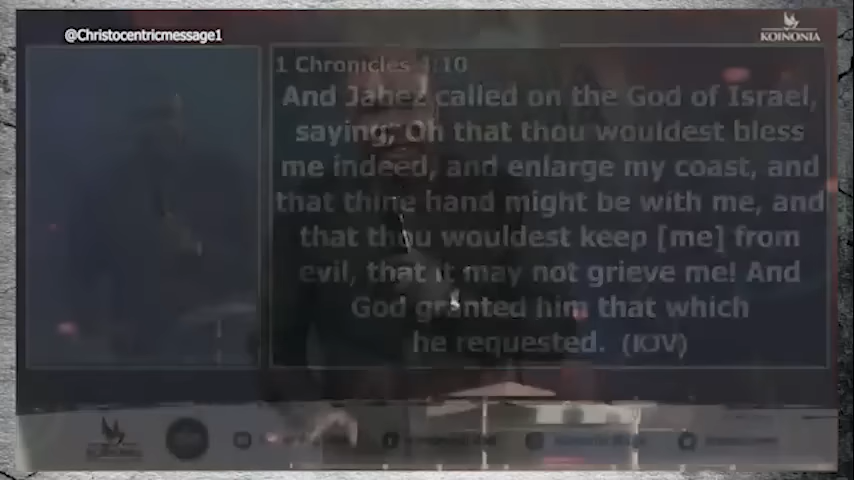 @Christocentricmessage1
KOINONIA
1 Chronicles 4:10
And Jabez called on the God of Israel,
saying, Oh that thou wouldest bless
me indeed, and enlarge my coast, and
that thine hand might be with me, and
that thou wouldest keep [me] from
evil, that it may not grieve me! And
God granted him that which
he requested. (KJV)
KOINONIA